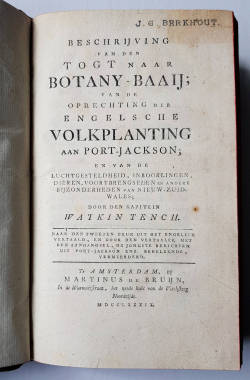 J. G. BERKHOUT.
BESCHRIJVING
VAN DEN
TOGT NAAR
BOTANY-BAAIJ;
VAN DE
OPRECHTING DER
ENGELSCHE
VOLKPLANTING
AAN PORT-JACKSON;
EN VAN DE
LUCHTGESTELDHEID, INBOORLINGEN,
DIEREN, VOORTBRENGSELEN EN ANDERE
BIJZONDERHEDEN VAN NIEUW-ZUID-
WALES;
DOOR DEN KAPITEIN
WATKIN TENCH.
NAAR DEN TWEEDEN DRUK UIT HET ENGELSCH
VERTAALD, EN DOOR DEN VERTAALER, MET
EEN AANHANGSEL, DE JONGSTE BERICHTEN
UIT PORT-JACKSON ENZ. BEHELZENDE,
VERMEERDERD.
Te AMSTERDAM, bij
MARTINUS DE BRUIJN,
In de Warmoesstraat, het zesde huis van de Vischsteeg
Noordzijde.
MDCCLXXXIX.